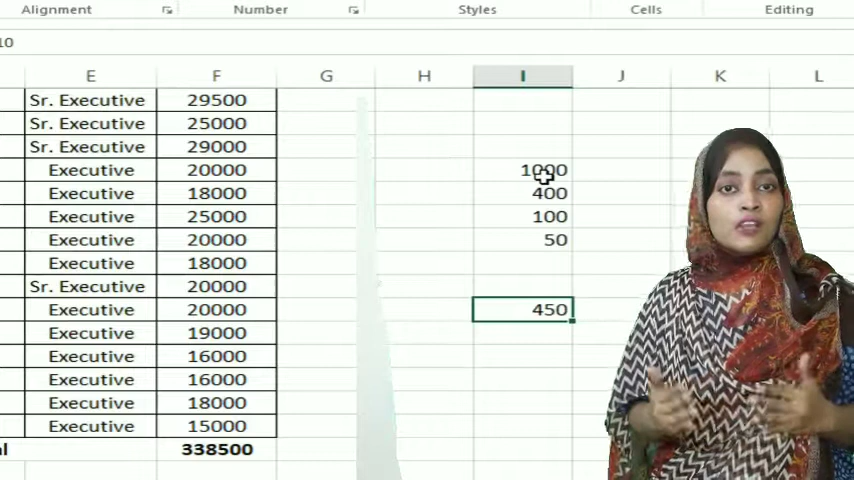 Alignment Number Styles Cells Editing
10
E F G H I J K L
Sr. Executive 29500
Sr. Executive 25000
Sr. Executive 29000
Executive 20000 1000
Executive 18000 400
Executive 25000 100
Executive 20000 50
Executive 18000
Sr. Executive 20000
Executive 20000 450
Executive 19000
Executive 16000
Executive 16000
Executive 18000
Executive 15000
al 338500